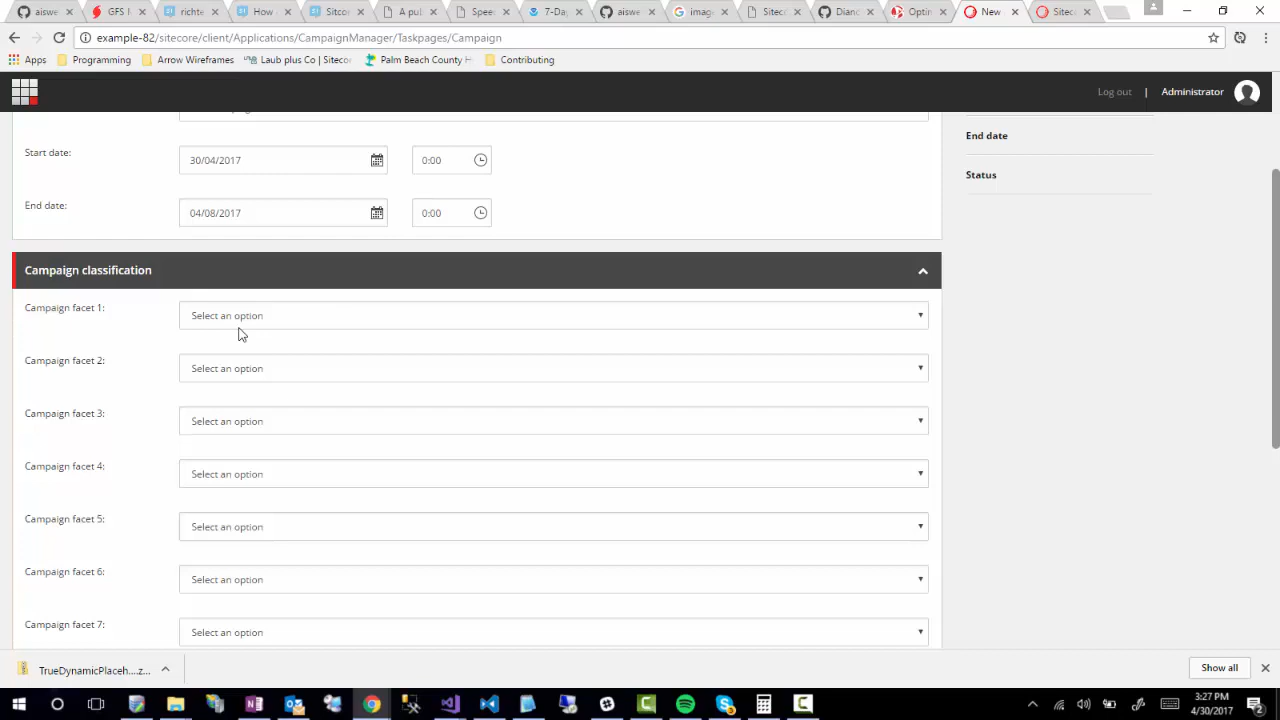 aiswe
GFS I
richte
How
Sitcor
A pul
Spee
7-Day
aiswe
imag
Sitec
Dianc
Optin
New
Sitec
example-82/sitecore/client/Applications/CampaignManager/Taskpages/Campaign
Apps
Programming
Arrow Wireframes
Laub plus Co | Sitecor
Palm Beach County H
Contributing
Log out | Administrator
Start date:
30/04/2017
0:00
End date:
04/08/2017
0:00
End date
Status
Campaign classification
Campaign facet 1:
Select an option
Campaign facet 2:
Select an option
Campaign facet 3:
Select an option
Campaign facet 4:
Select an option
Campaign facet 5:
Select an option
Campaign facet 6:
Select an option
Campaign facet 7:
Select an option
TrueDynamicPlaceh....z...
Show all
3:27 PM
4/30/2017